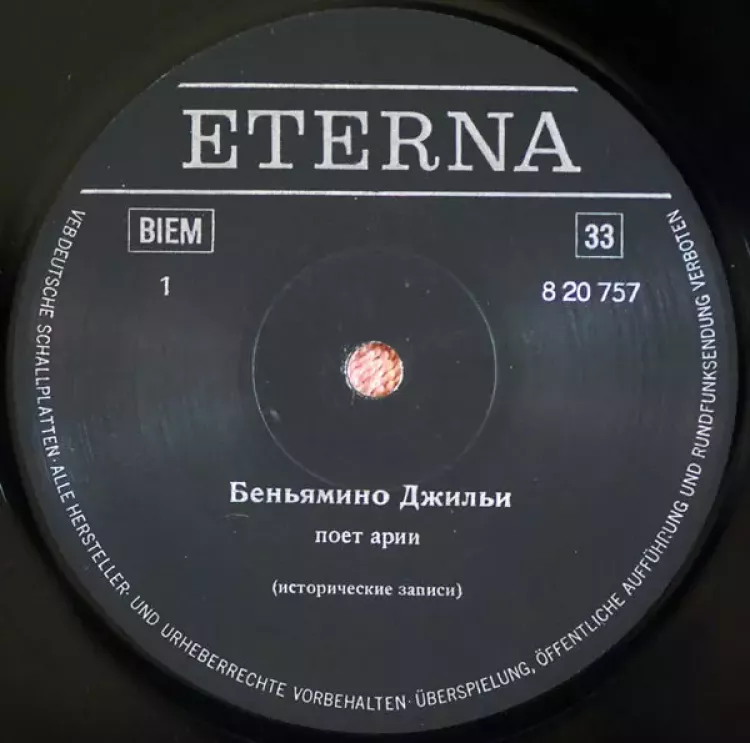 ETERNA
BIEM
33
1
8 20 757
Беньямино Джильи
поет арии
(исторические записи)
VEB DEUTSCHE SCHALLPLATTEN · ALLE HERSTELLER- UND URHEBERRECHTE VORBEHALTEN · ÜBERSPIELUNG, ÖFFENTLICHE AUFFÜHRUNG UND RUNDFUNKSENDUNG VERBOTEN